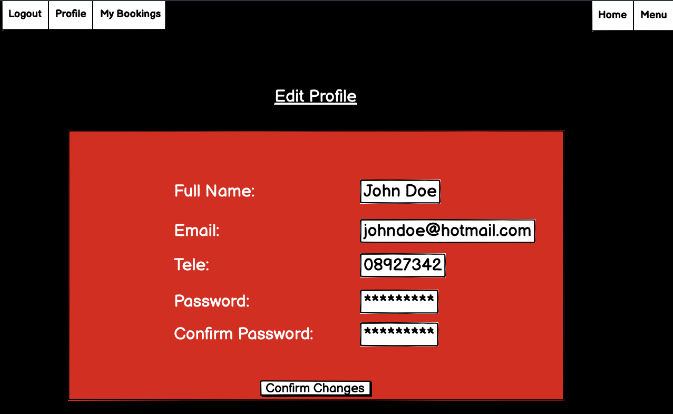 Logout Profile My Bookings Home Menu
Edit Profile
Full Name: John Doe
Email: johndoe@hotmail.com
Tele: 08927342
Password: *********
Confirm Password: *********
Confirm Changes